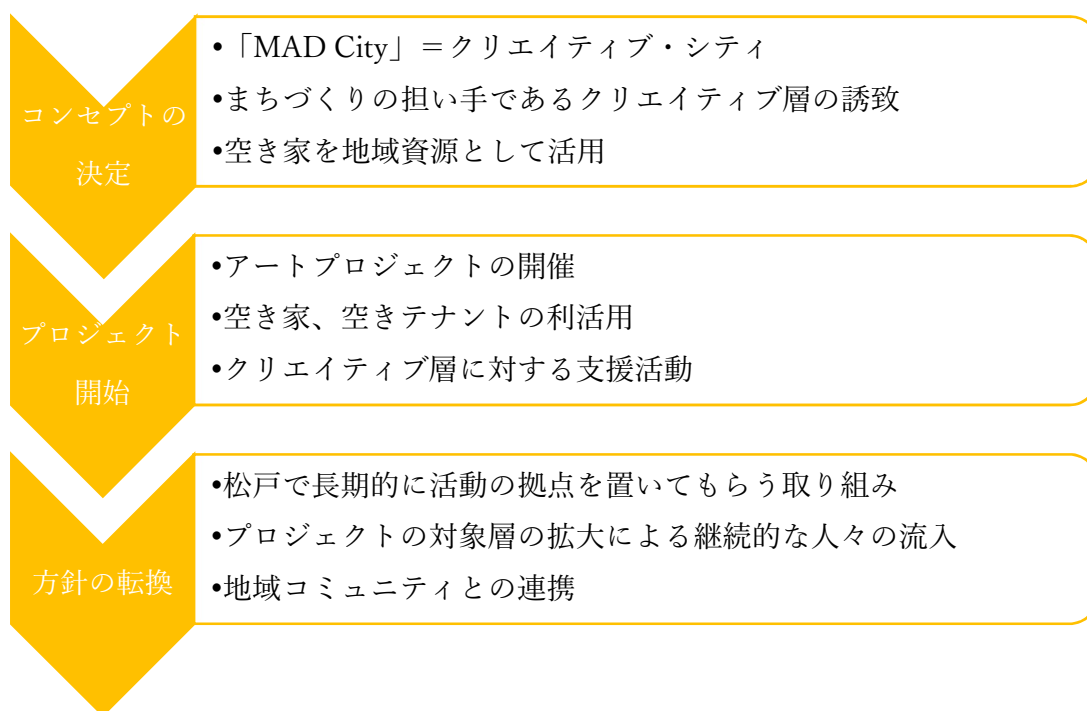 コンセプトの
決定
•「MAD City」＝クリエイティブ・シティ
•まちづくりの担い手であるクリエイティブ層の誘致
•空き家を地域資源として活用
プロジェクト
開始
•アートプロジェクトの開催
•空き家、空きテナントの利活用
•クリエイティブ層に対する支援活動
方針の転換
•松戸で長期的に活動の拠点を置いてもらう取り組み
•プロジェクトの対象層の拡大による継続的な人々の流入
•地域コミュニティとの連携